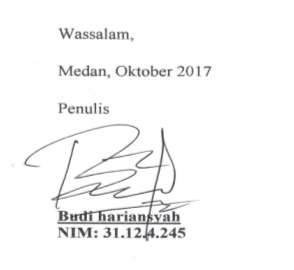 Wassalam,
Medan, Oktober 2017
Penulis
Budi hariansyah
NIM: 31.12.4.245